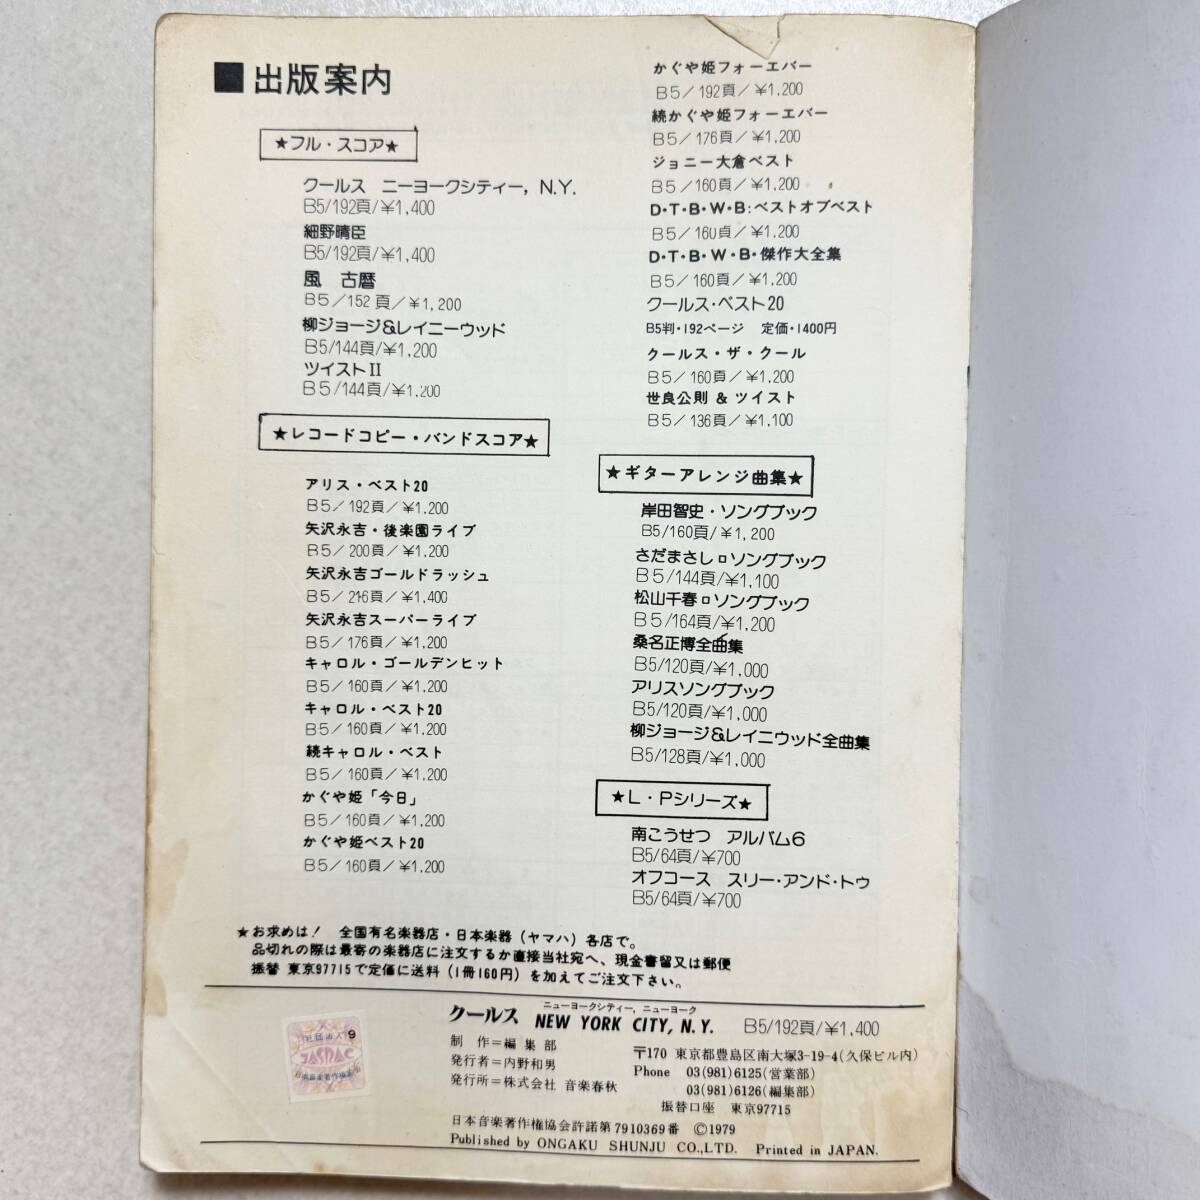 ■出版案内
★フル・スコア★
クールス　ニーヨークシティー, N.Y.
B5/192頁/¥1,400
細野晴臣
B5/192頁/¥1,400
風　古暦
B5/152頁/¥1,200
柳ジョージ&レイニーウッド
B5/144頁/¥1,200
ツイストII
B5/144頁/¥1,200
★レコードコピー・バンドスコア★
アリス・ベスト20
B5/192頁/¥1,200
矢沢永吉・後楽園ライブ
B5/200頁/¥1,200
矢沢永吉ゴールドラッシュ
B5/216頁/¥1,400
矢沢永吉スーパーライブ
B5/176頁/¥1,200
キャロル・ゴールデンヒット
B5/160頁/¥1,200
キャロル・ベスト20
B5/160頁/¥1,200
続キャロル・ベスト
B5/160頁/¥1,200
かぐや姫「今日」
B5/160頁/¥1,200
かぐや姫ベスト20
B5/160頁/¥1,200
かぐや姫フォーエバー
B5/192頁/¥1,200
続かぐや姫フォーエバー
B5/176頁/¥1,200
ジョニー大倉ベスト
B5/160頁/¥1,200
D・T・B・W・B:ベストオブベスト
B5/160頁/¥1,200
D・T・B・W・B・傑作大全集
B5/160頁/¥1,200
クールス・ベスト20
B5判・192ページ　定価・1400円
クールス・ザ・クール
B5/160頁/¥1,200
世良公則 & ツイスト
B5/136頁/¥1,100
★ギターアレンジ曲集★
岸田智史・ソングブック
B5/160頁/¥1,200
さだまさし▫ソングブック
B5/144頁/¥1,100
松山千春▫ソングブック
B5/164頁/¥1,200
桑名正博全曲集
B5/120頁/¥1,000
アリスソングブック
B5/120頁/¥1,000
柳ジョージ&レイニウッド全曲集
B5/128頁/¥1,000
★L・Pシリーズ★
南こうせつ　アルバム6
B5/64頁/¥700
オフコース　スリー・アンド・トゥ
B5/64頁/¥700
★お求めは！　全国有名楽器店・日本楽器（ヤマハ）各店で。
品切れの際は最寄の楽器店に注文するか直接当社宛へ、現金書留又は郵便
振替 東京97715で定価に送料（1冊160円）を加えてご注文下さい。
ニューヨークシティー, ニューヨーク
クールス NEW YORK CITY, N.Y.　B5/192頁/¥1,400
制　作＝編 集 部
発行者＝内野和男
発行所＝株式会社 音楽春秋
〒170 東京都豊島区南大塚3-19-4(久保ビル内)
Phone 03(981)6125(営業部)
03(981)6126(編集部)
振替口座　東京97715
日本音楽著作権協会許諾第7910369番　©1979
Published by ONGAKU SHUNJU CO.,LTD.　Printed in JAPAN.
社団法人 9
JASRAC